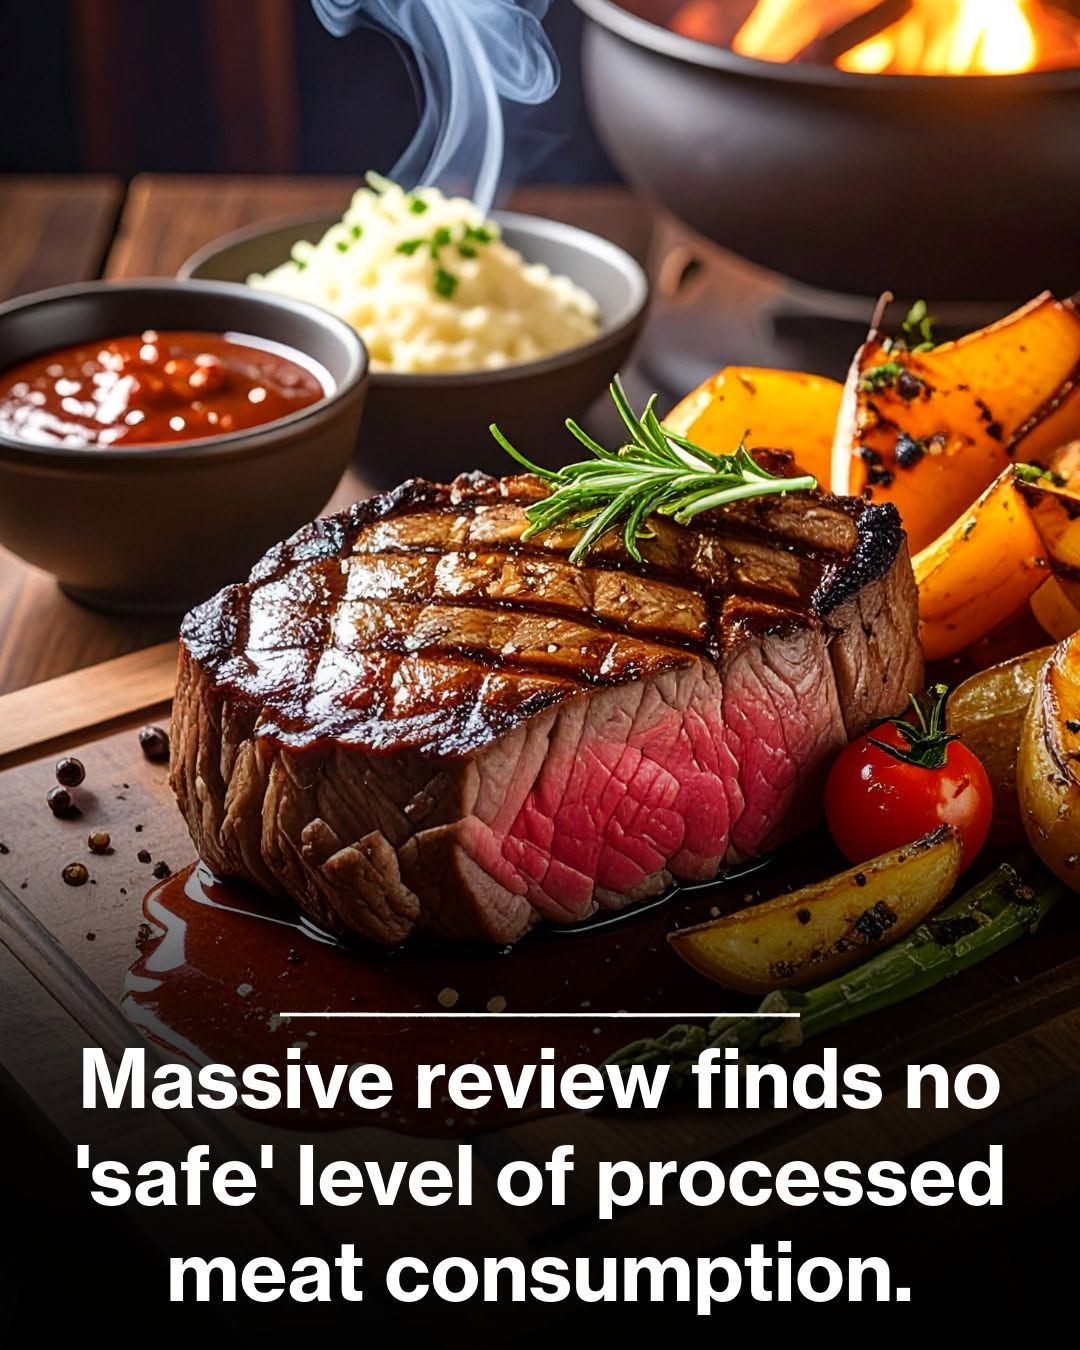 Massive review finds no
'safe' level of processed
meat consumption.